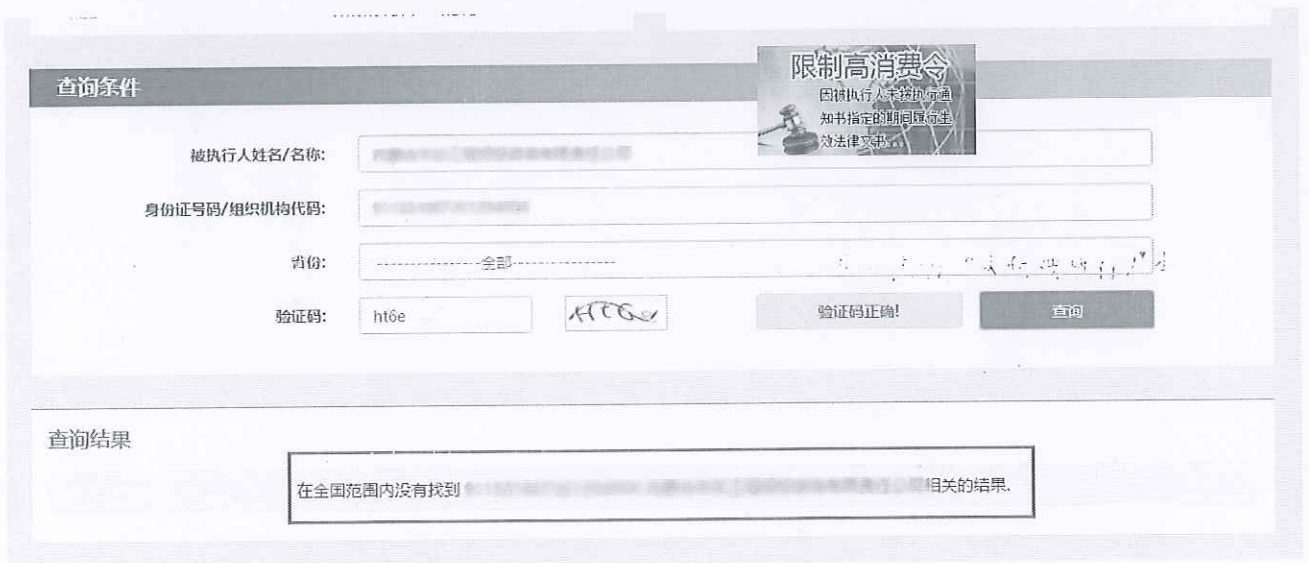 查询条件
限制高消费令
因被执行人未按执行通
知书指定的期间履行生
效法律文书...
被执行人姓名/名称:
身份证号码/组织机构代码:
省份:
----------------全部----------------
验证码:
ht6e
验证码正确!
查询
查询结果
在全国范围内没有找到
相关的结果.